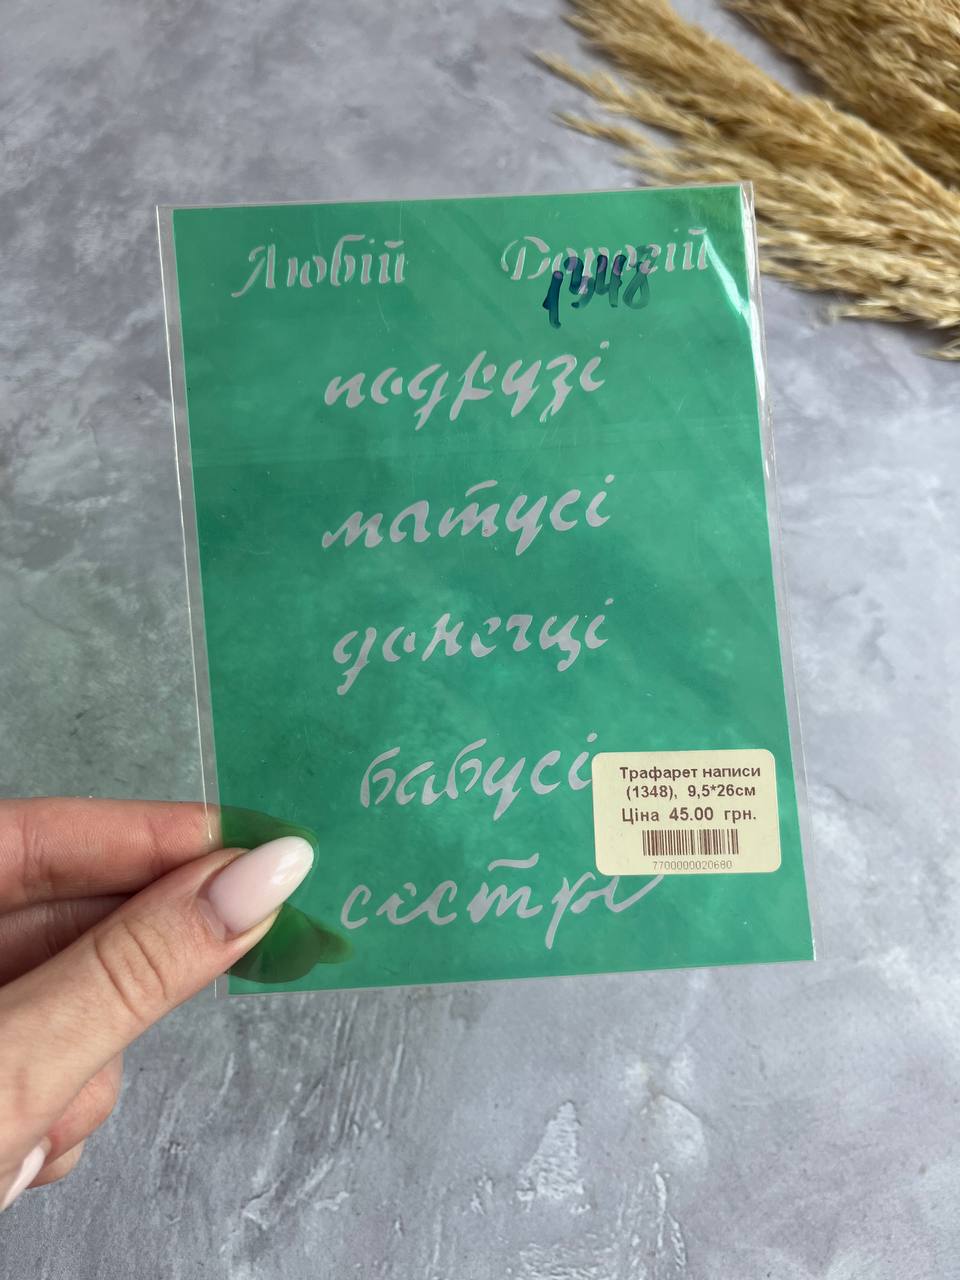 Любій Дорогій
1348
подрузі
матусі
донечці
бабусі
сестрі
Трафарет написи
(1348), 9,5*26см
Ціна 45.00 грн.
7700000020680